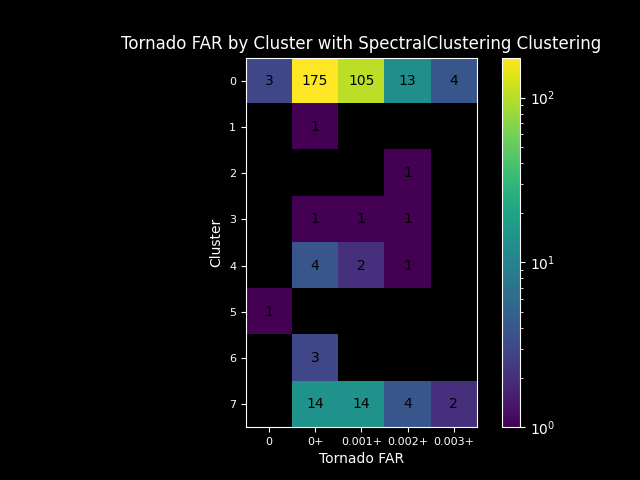 Tornado FAR by Cluster with SpectralClustering Clustering
0 3 175 105 13 4
1 1
2 1
3 1 1 1
4 4 2 1
5 1
6 3
7 14 14 4 2
0 0+ 0.001+ 0.002+ 0.003+
Tornado FAR
Cluster
10²
10¹
10⁰